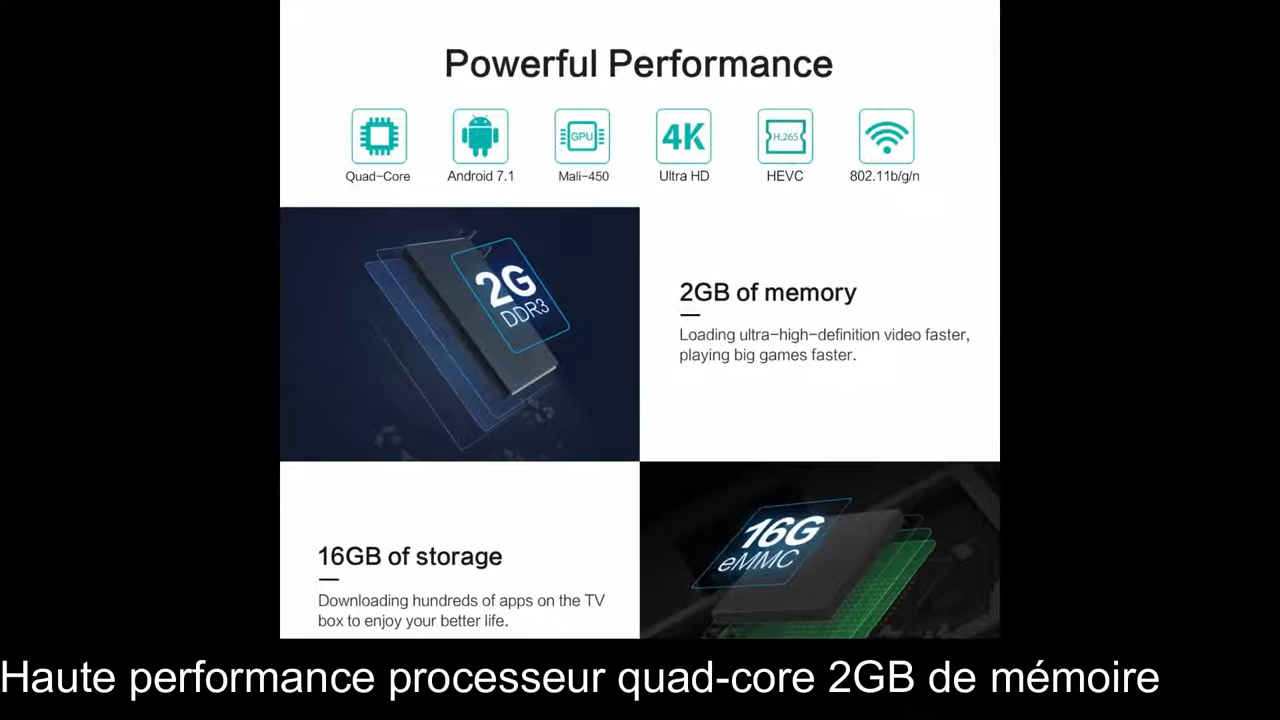 Powerful Performance
GPU
4K
H.265
Quad-Core
Android 7.1
Mali-450
Ultra HD
HEVC
802.11b/g/n
2G
DDR3
2GB of memory
Loading ultra-high-definition video faster,
playing big games faster.
16GB of storage
Downloading hundreds of apps on the TV
box to enjoy your better life.
16G
eMMC
Haute performance processeur quad-core 2GB de mémoire